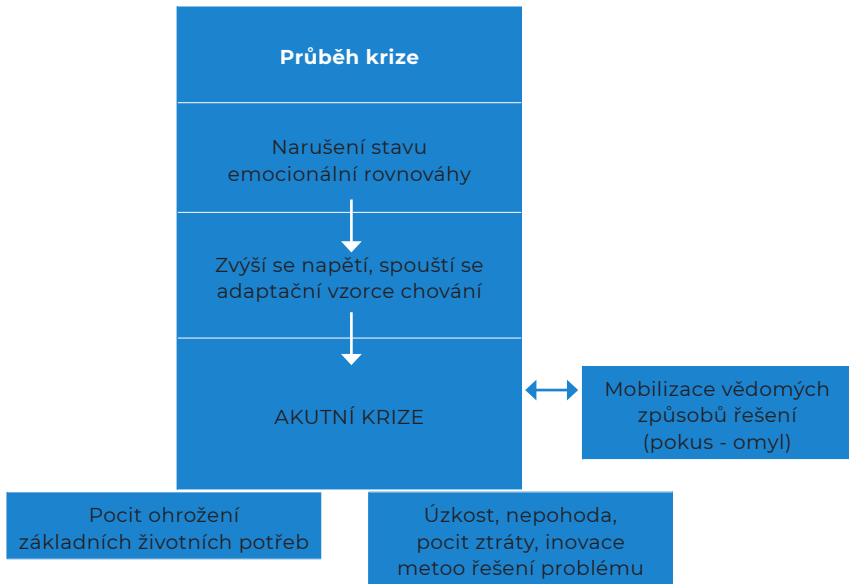 Průběh krize
Narušení stavu
emocionální rovnováhy
Zvýší se napětí, spouští se
adaptační vzorce chování
AKUTNÍ KRIZE
Mobilizace vědomých
způsobů řešení
(pokus - omyl)
Pocit ohrožení
základních životních potřeb
Úzkost, nepohoda,
pocit ztráty, inovace
metoo řešení problému